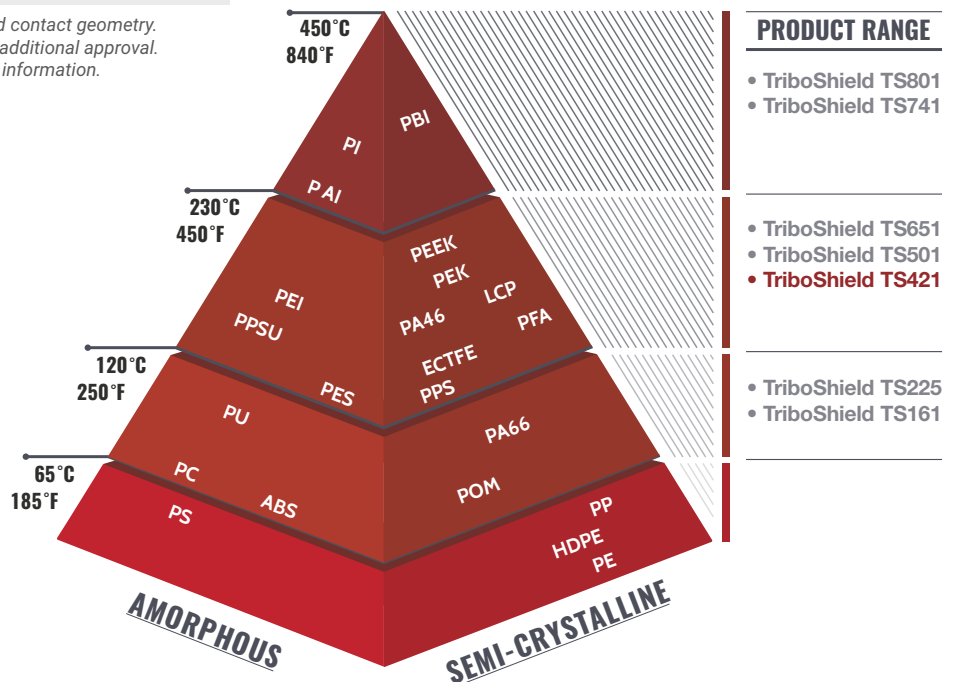 d contact geometry.
additional approval.
information.
450°C
840°F
PRODUCT RANGE
• TriboShield TS801
• TriboShield TS741
PBI
PI
PAI
230°C
450°F
• TriboShield TS651
• TriboShield TS501
• TriboShield TS421
PEEK
PEK
LCP
PEI
PPSU
PA46
PFA
ECTFE
PES
PPS
120°C
250°F
• TriboShield TS225
• TriboShield TS161
PU
PA66
PC
ABS
POM
65°C
185°F
PS
PP
HDPE
PE
AMORPHOUS
SEMI-CRYSTALLINE